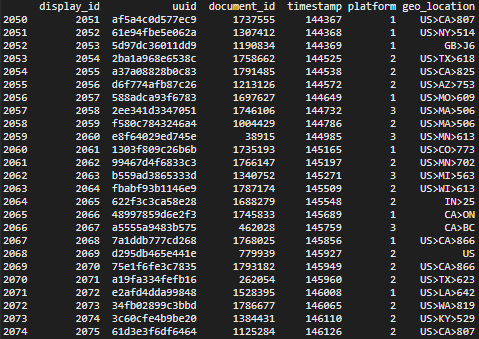 display_id uuid document_id timestamp platform geo_location
2050 2051 af5a4c0d577ec9 1737555 144367 1 US>CA>807
2051 2052 61e94fbe5e062a 1307412 144368 1 US>NY>514
2052 2053 5d97dc36011dd9 1190834 144369 1 GB>J6
2053 2054 2ba1a968e6538c 1758662 144525 2 US>TX>618
2054 2055 a37a08828b0c83 1791485 144538 2 US>CA>825
2055 2056 d6f774afb87c26 1213126 144572 2 US>AZ>753
2056 2057 588adca93f6783 1697627 144649 1 US>MO>609
2057 2058 2ee341d3347051 1746106 144732 3 US>MA>506
2058 2059 f580c7843246a4 1004429 144786 2 US>MA>506
2059 2060 e8f64029ed745e 38915 144985 3 US>MN>613
2060 2061 1303f809c26b6b 1735193 145165 1 US>CO>773
2061 2062 99467d4f6833c3 1766147 145197 2 US>MN>702
2062 2063 b559ad3865333d 1340752 145271 3 US>MI>563
2063 2064 fbabf93b1146e9 1787174 145509 2 US>WI>613
2064 2065 622f3c3ca58e28 1688279 145548 2 IN>25
2065 2066 48997859d6e2f3 1745833 145689 1 CA>ON
2066 2067 a5555a9483b575 462028 145759 3 CA>BC
2067 2068 7a1ddb777cd268 1768025 145856 1 US>CA>866
2068 2069 d295db465e441e 779939 145927 2 US
2069 2070 75e1f6fe3c7835 1793182 145949 2 US>CA>866
2070 2071 a19fa334fefb16 262054 145960 2 US>TX>623
2071 2072 e2afd4dda99848 1528395 146008 1 US>LA>642
2072 2073 34fb02899c3bbd 1786677 146065 2 US>WA>819
2073 2074 3c60cfe4b9be20 1384431 146110 2 US>KY>529
2074 2075 61d3e3f6df6464 1125284 146126 2 US>CA>807